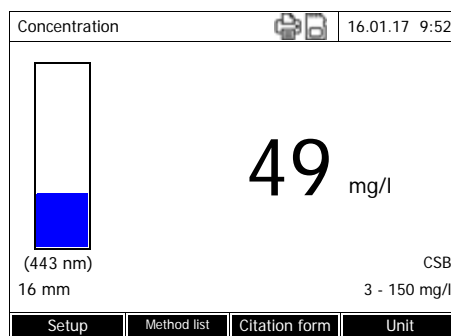 Concentration 16.01.17 9:52
49 mg/l
(443 nm) CSB
16 mm 3 - 150 mg/l
Setup Method list Citation form Unit